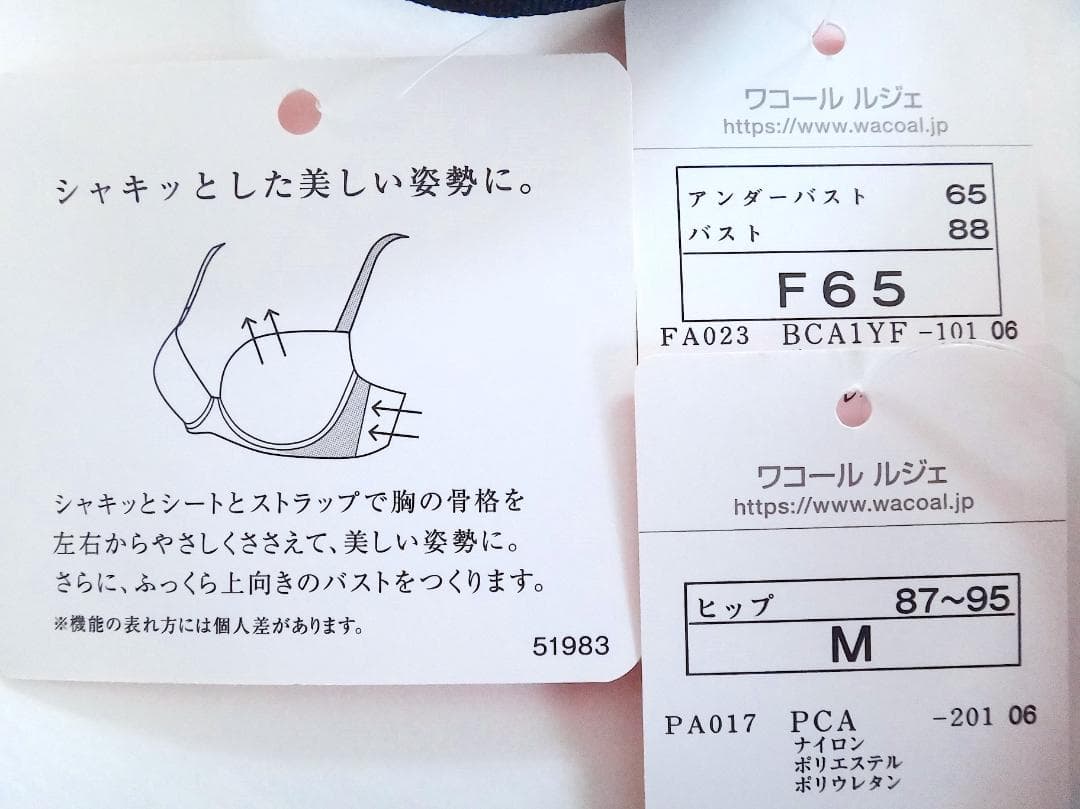 シャキッとした美しい姿勢に。
シャキッとシートとストラップで胸の骨格を
左右からやさしくささえて、美しい姿勢に。
さらに、ふっくら上向きのバストをつくります。
※機能の表れ方には個人差があります。
51983
ワコール ルジェ
https://www.wacoal.jp
アンダーバスト 65
バスト 88
F65
FA023 BCA1YF -101 06
ワコール ルジェ
https://www.wacoal.jp
ヒップ 87～95
M
PA017 PCA -201 06
ナイロン
ポリエステル
ポリウレタン